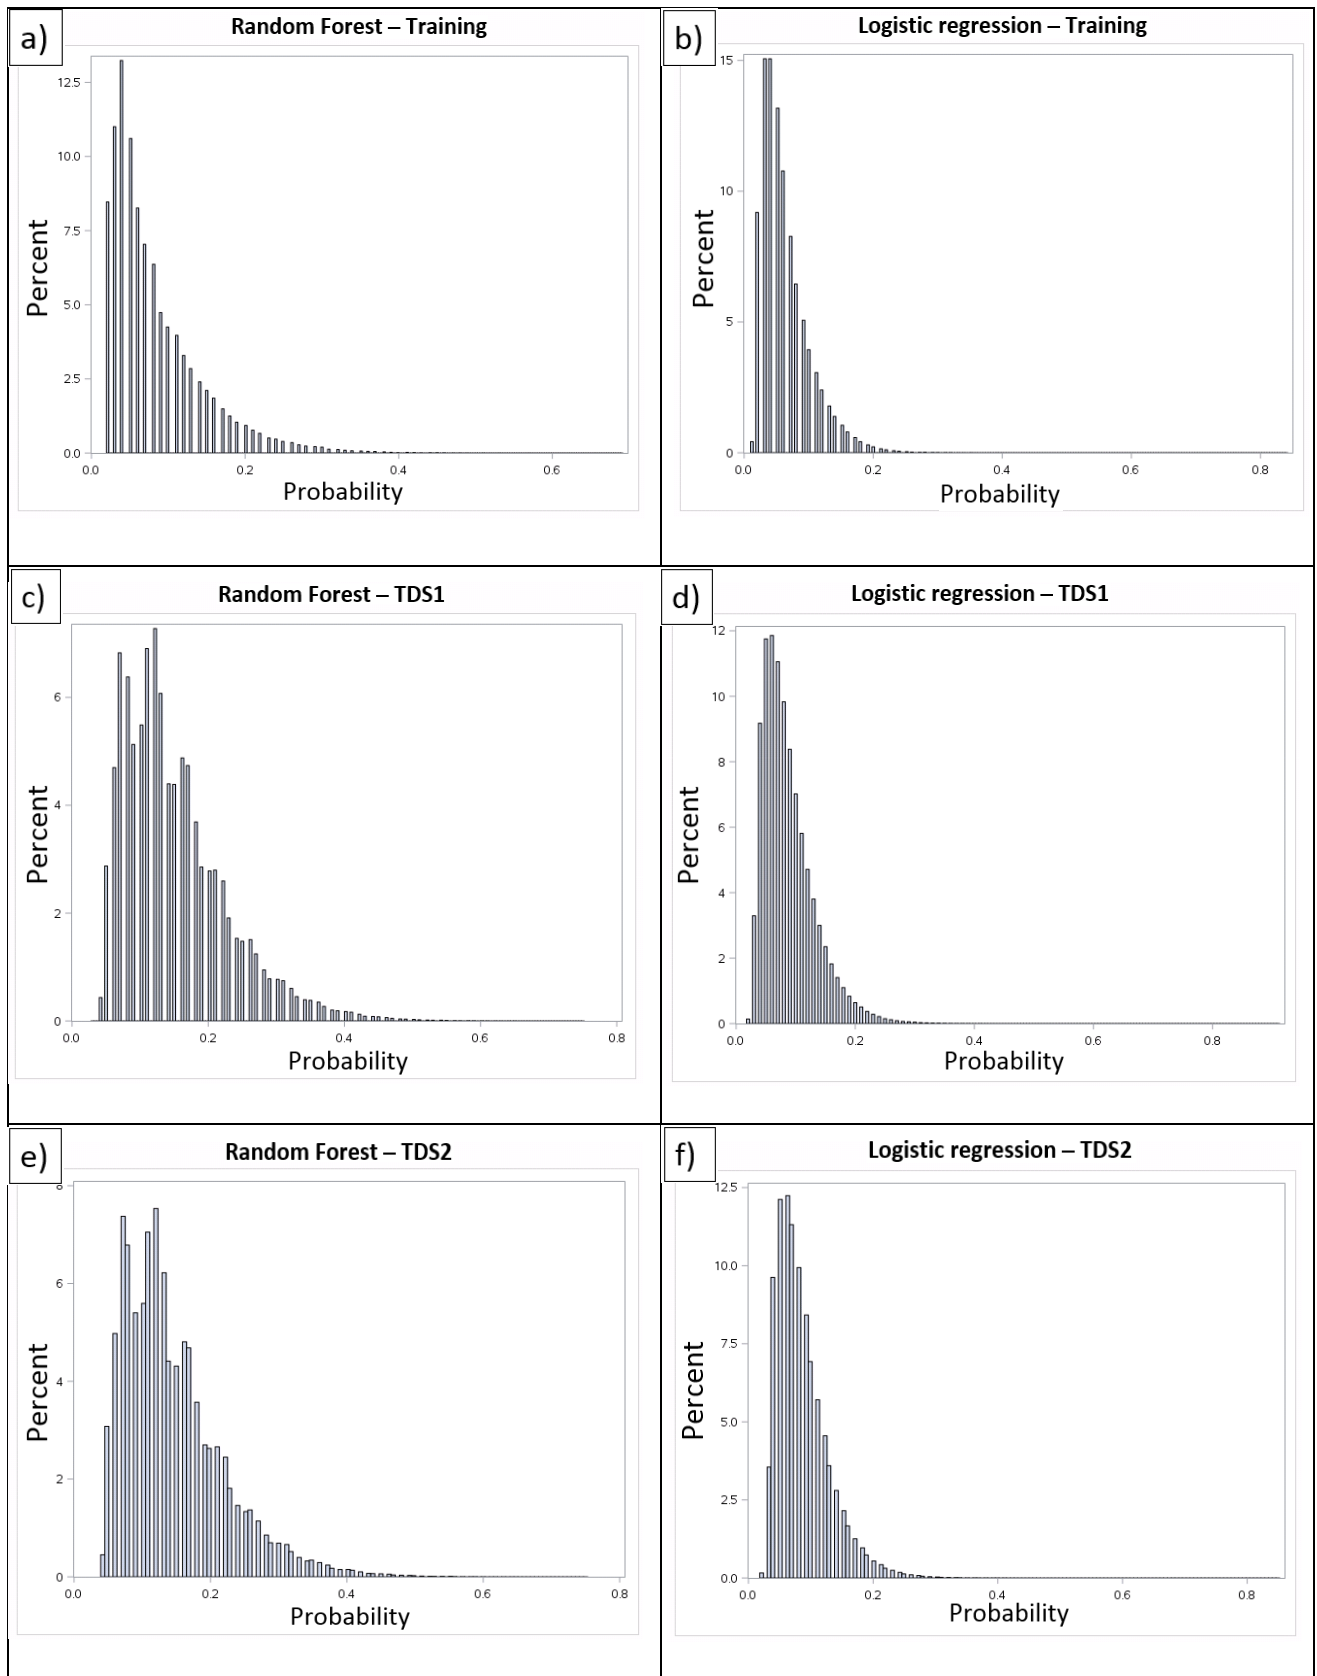 a)
Random Forest – Training
12.5
10.0
7.5
5.0
2.5
0.0
Percent
0.0 0.2 0.4 0.6
Probability
b)
Logistic regression – Training
15
10
5
0
Percent
0.0 0.2 0.4 0.6 0.8
Probability
c)
Random Forest – TDS1
6
4
2
0
Percent
0.0 0.2 0.4 0.6 0.8
Probability
d)
Logistic regression – TDS1
12
10
8
6
4
2
0
Percent
0.0 0.2 0.4 0.6 0.8
Probability
e)
Random Forest – TDS2
8
6
4
2
0
Percent
0.0 0.2 0.4 0.6 0.8
Probability
f)
Logistic regression – TDS2
12.5
10.0
7.5
5.0
2.5
0.0
Percent
0.0 0.2 0.4 0.6 0.8
Probability